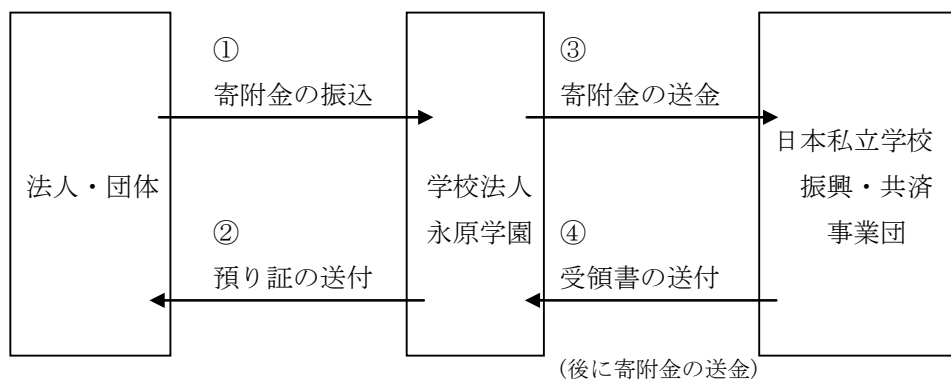 法人・団体
①
寄附金の振込
②
預り証の送付
学校法人
永原学園
③
寄附金の送金
④
受領書の送付
(後に寄附金の送金)
日本私立学校
振興・共済
事業団